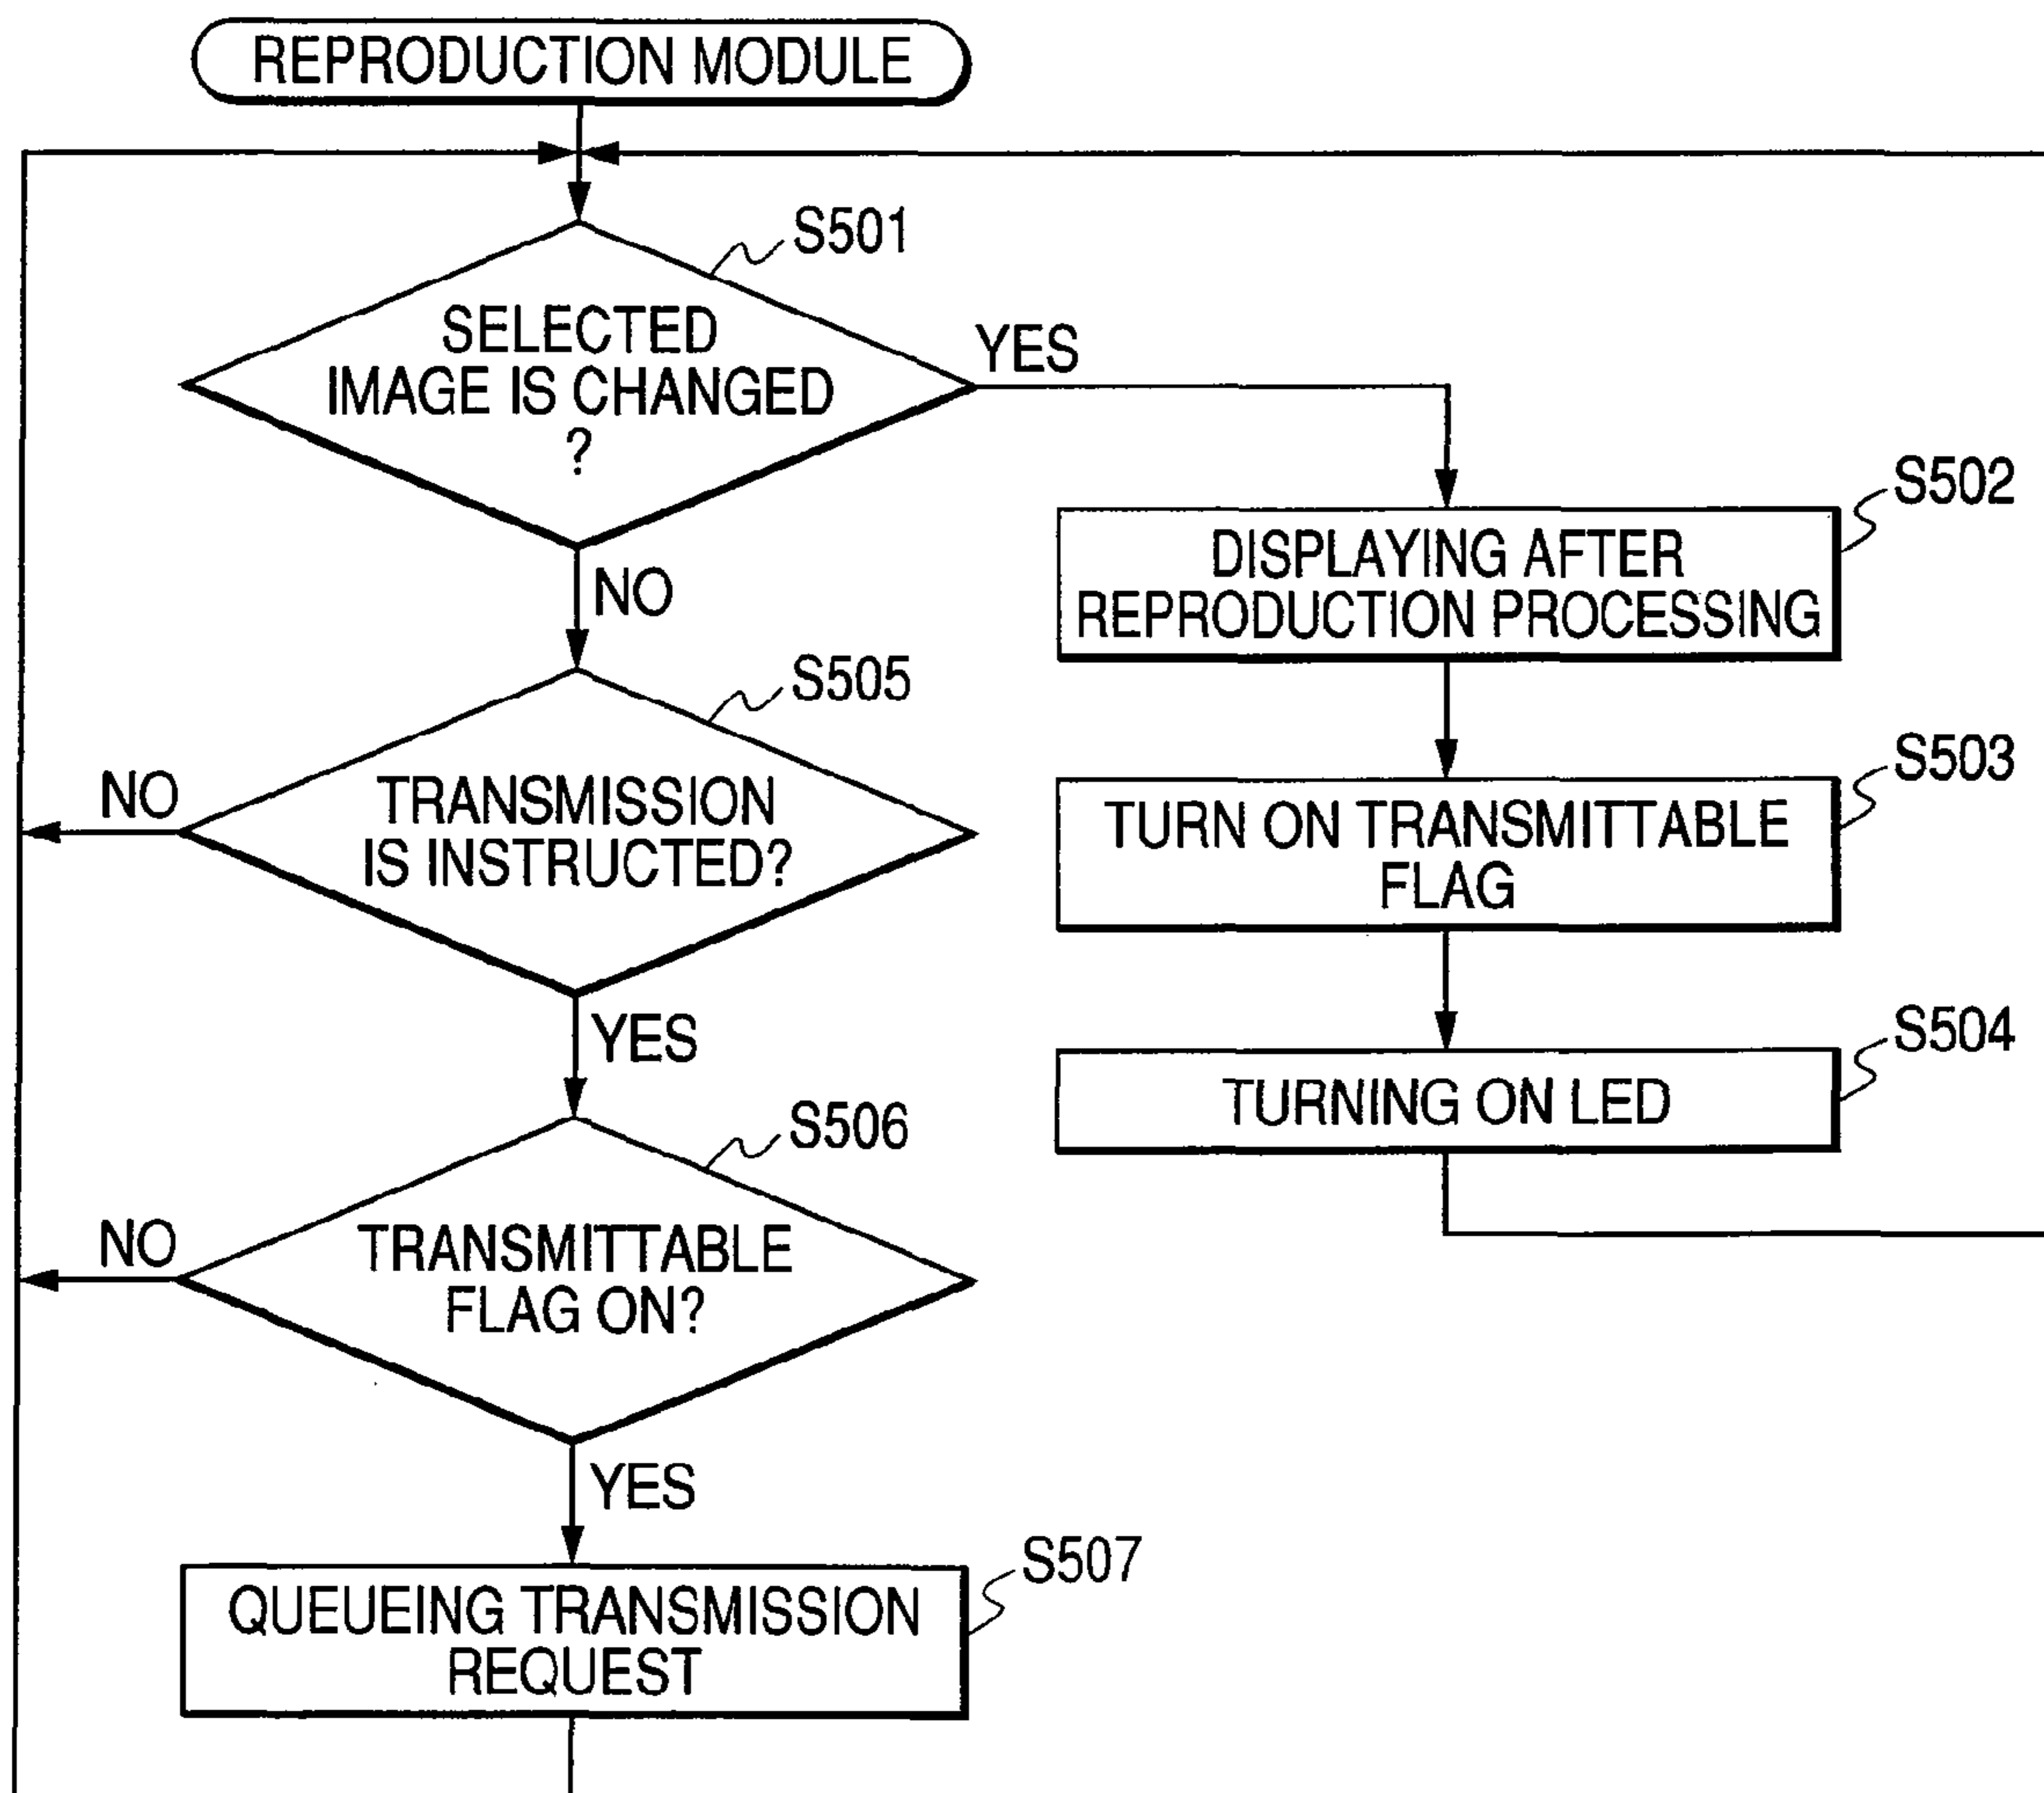 REPRODUCTION MODULE
S501
SELECTED
IMAGE IS CHANGED
?
YES
NO
S502
DISPLAYING AFTER
REPRODUCTION PROCESSING
S503
TURN ON TRANSMITTABLE
FLAG
S504
TURNING ON LED
S505
TRANSMISSION
IS INSTRUCTED?
NO
YES
S506
TRANSMITTABLE
FLAG ON?
NO
YES
S507
QUEUEING TRANSMISSION
REQUEST